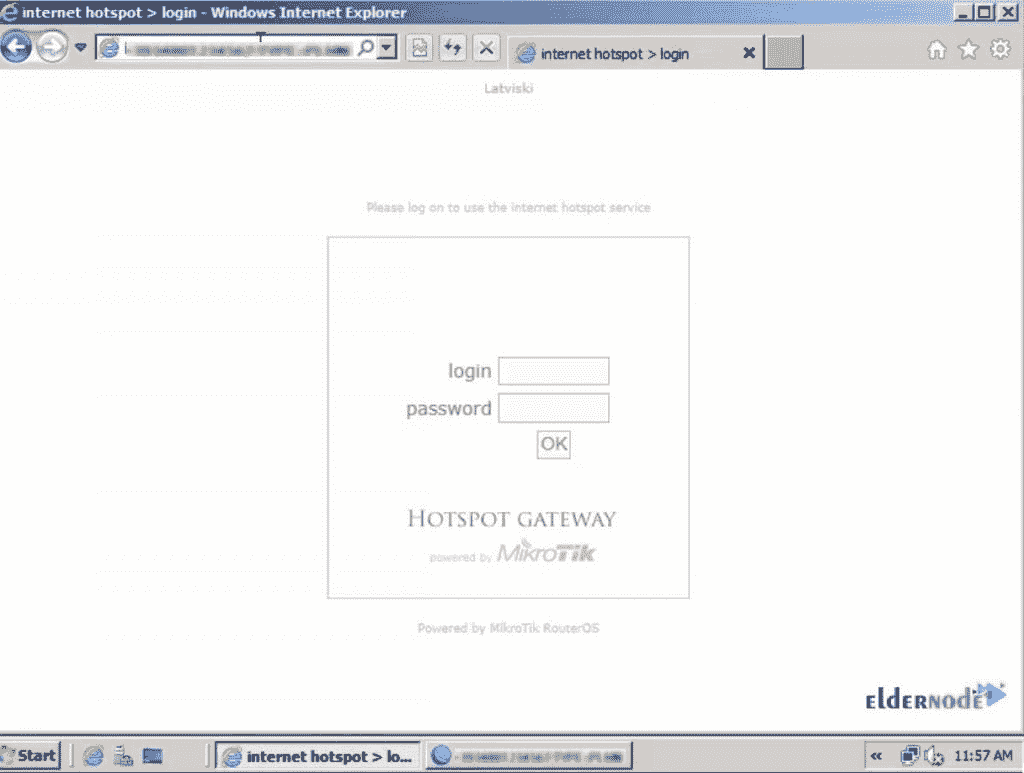 internet hotspot > login - Windows Internet Explorer
internet hotspot > login
Latviski
Please log on to use the internet hotspot service
login
password
OK
HOTSPOT GATEWAY
powered by MikroTik
Powered by MikroTik RouterOS
ELDERNODE
Start
internet hotspot > lo...
«
11:57 AM